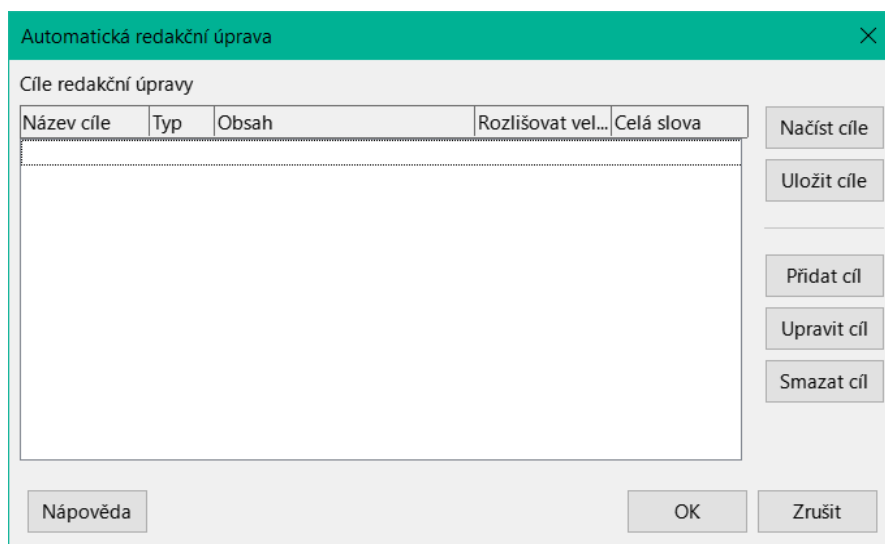 Automatická redakční úprava
Cíle redakční úpravy
Název cíle Typ Obsah Rozlišovat vel... Celá slova
Načíst cíle
Uložit cíle
Přidat cíl
Upravit cíl
Smazat cíl
Nápověda OK Zrušit